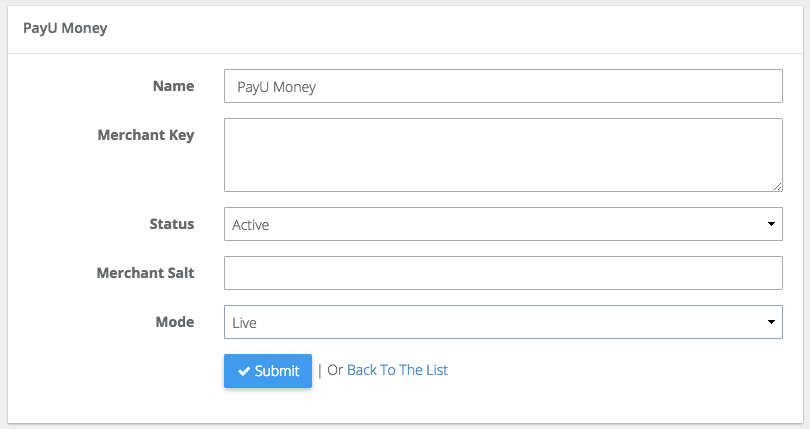 PayU Money
Name
PayU Money
Merchant Key
Status
Active
Merchant Salt
Mode
Live
Submit | Or Back To The List